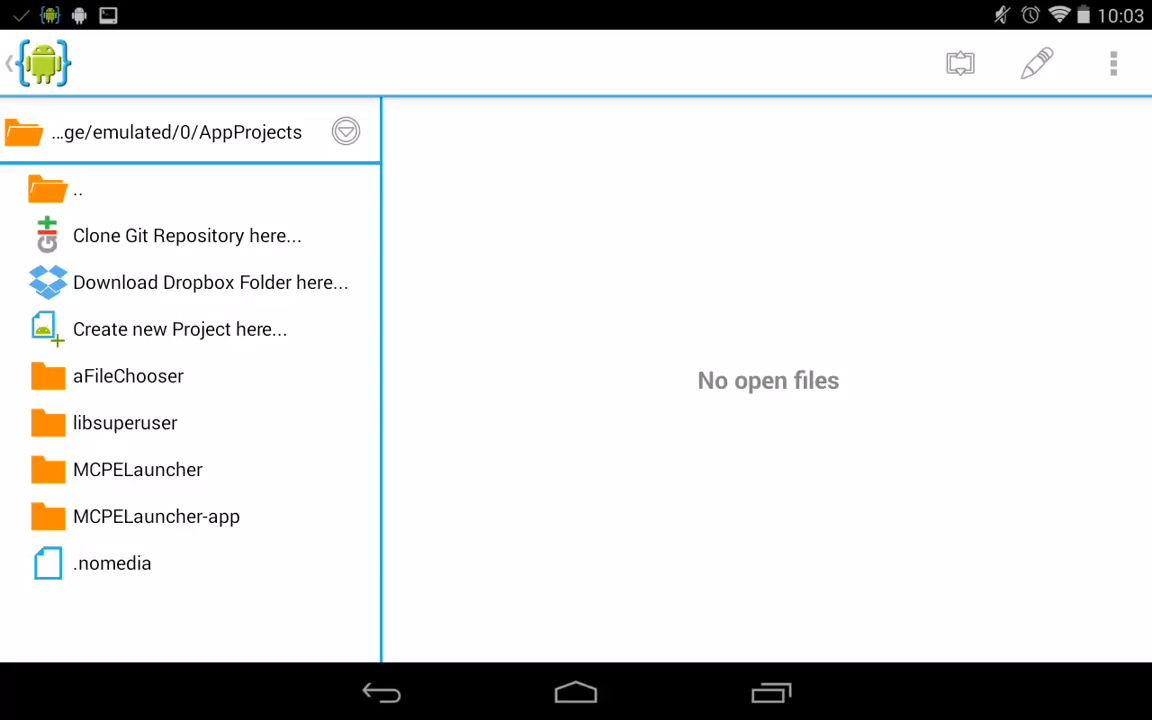 10:03
...ge/emulated/0/AppProjects
..
Clone Git Repository here...
Download Dropbox Folder here...
Create new Project here...
aFileChooser
libsuperuser
MCPELauncher
MCPELauncher-app
.nomedia
No open files